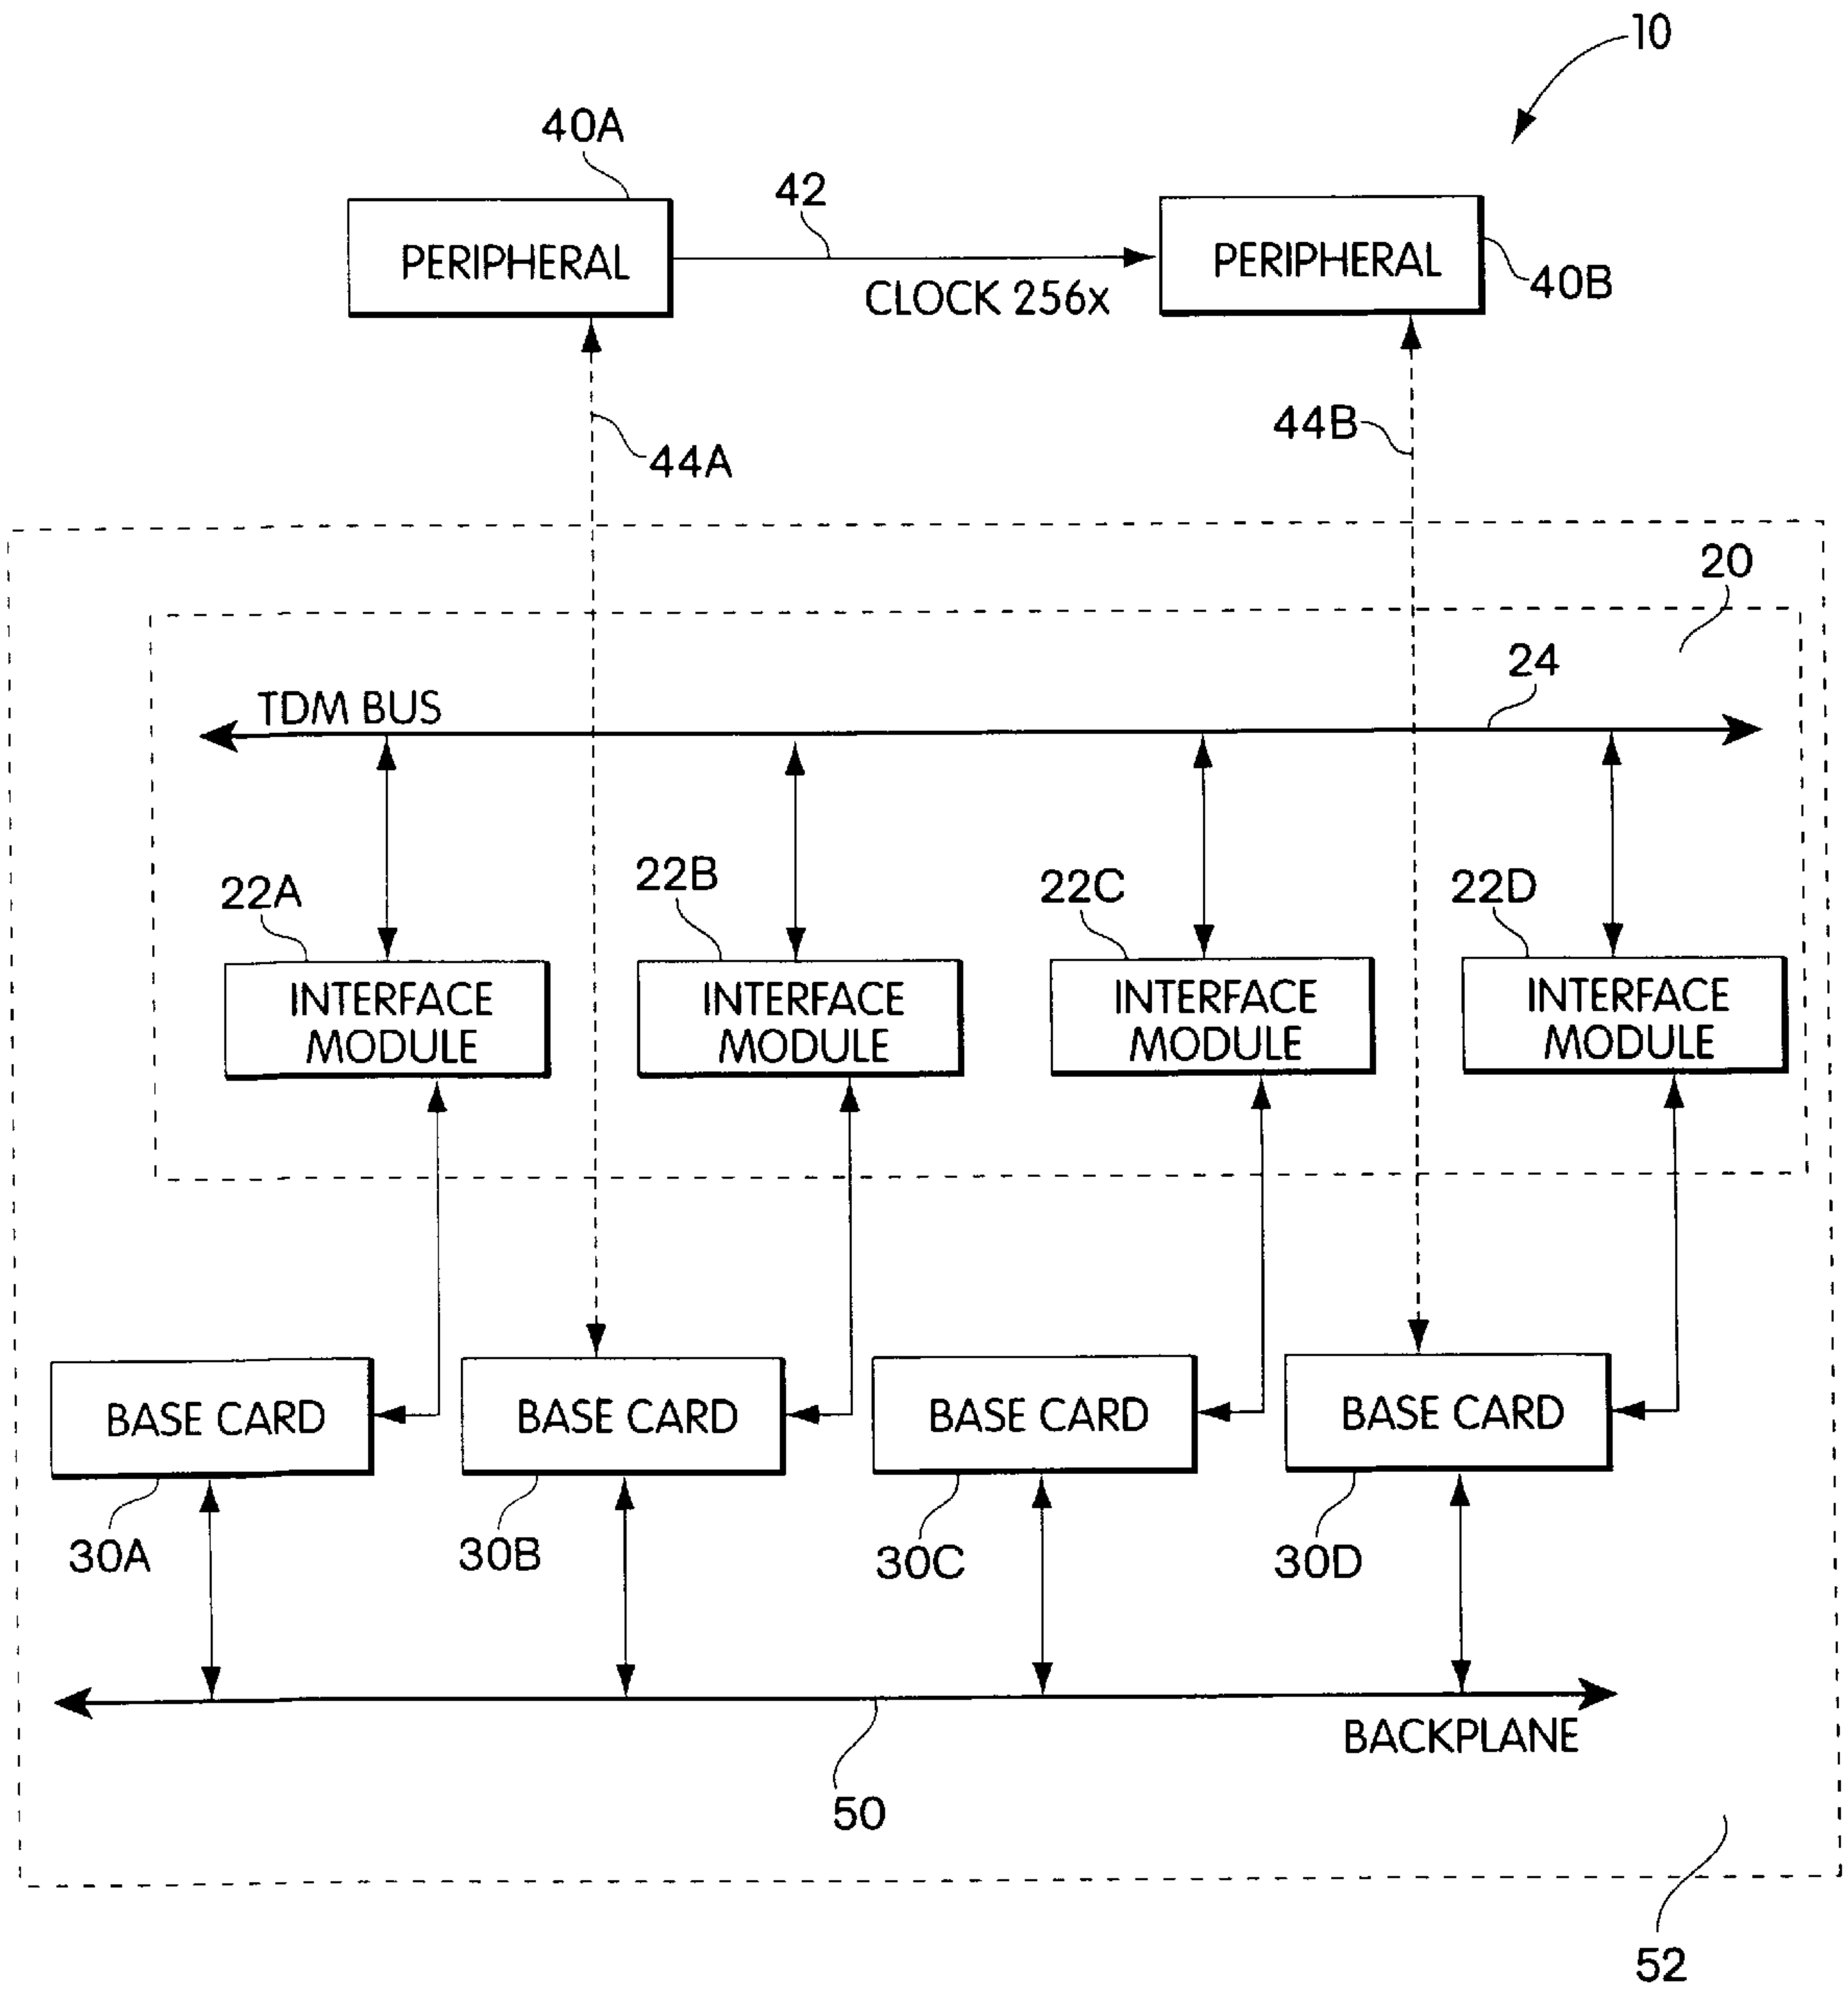 10
40A
42
PERIPHERAL
PERIPHERAL
CLOCK 256x
40B
44A
44B
20
24
TDM BUS
22A
22B
22C
22D
INTERFACE
MODULE
INTERFACE
MODULE
INTERFACE
MODULE
INTERFACE
MODULE
BASE CARD
BASE CARD
BASE CARD
BASE CARD
30A
30B
30C
30D
BACKPLANE
50
52